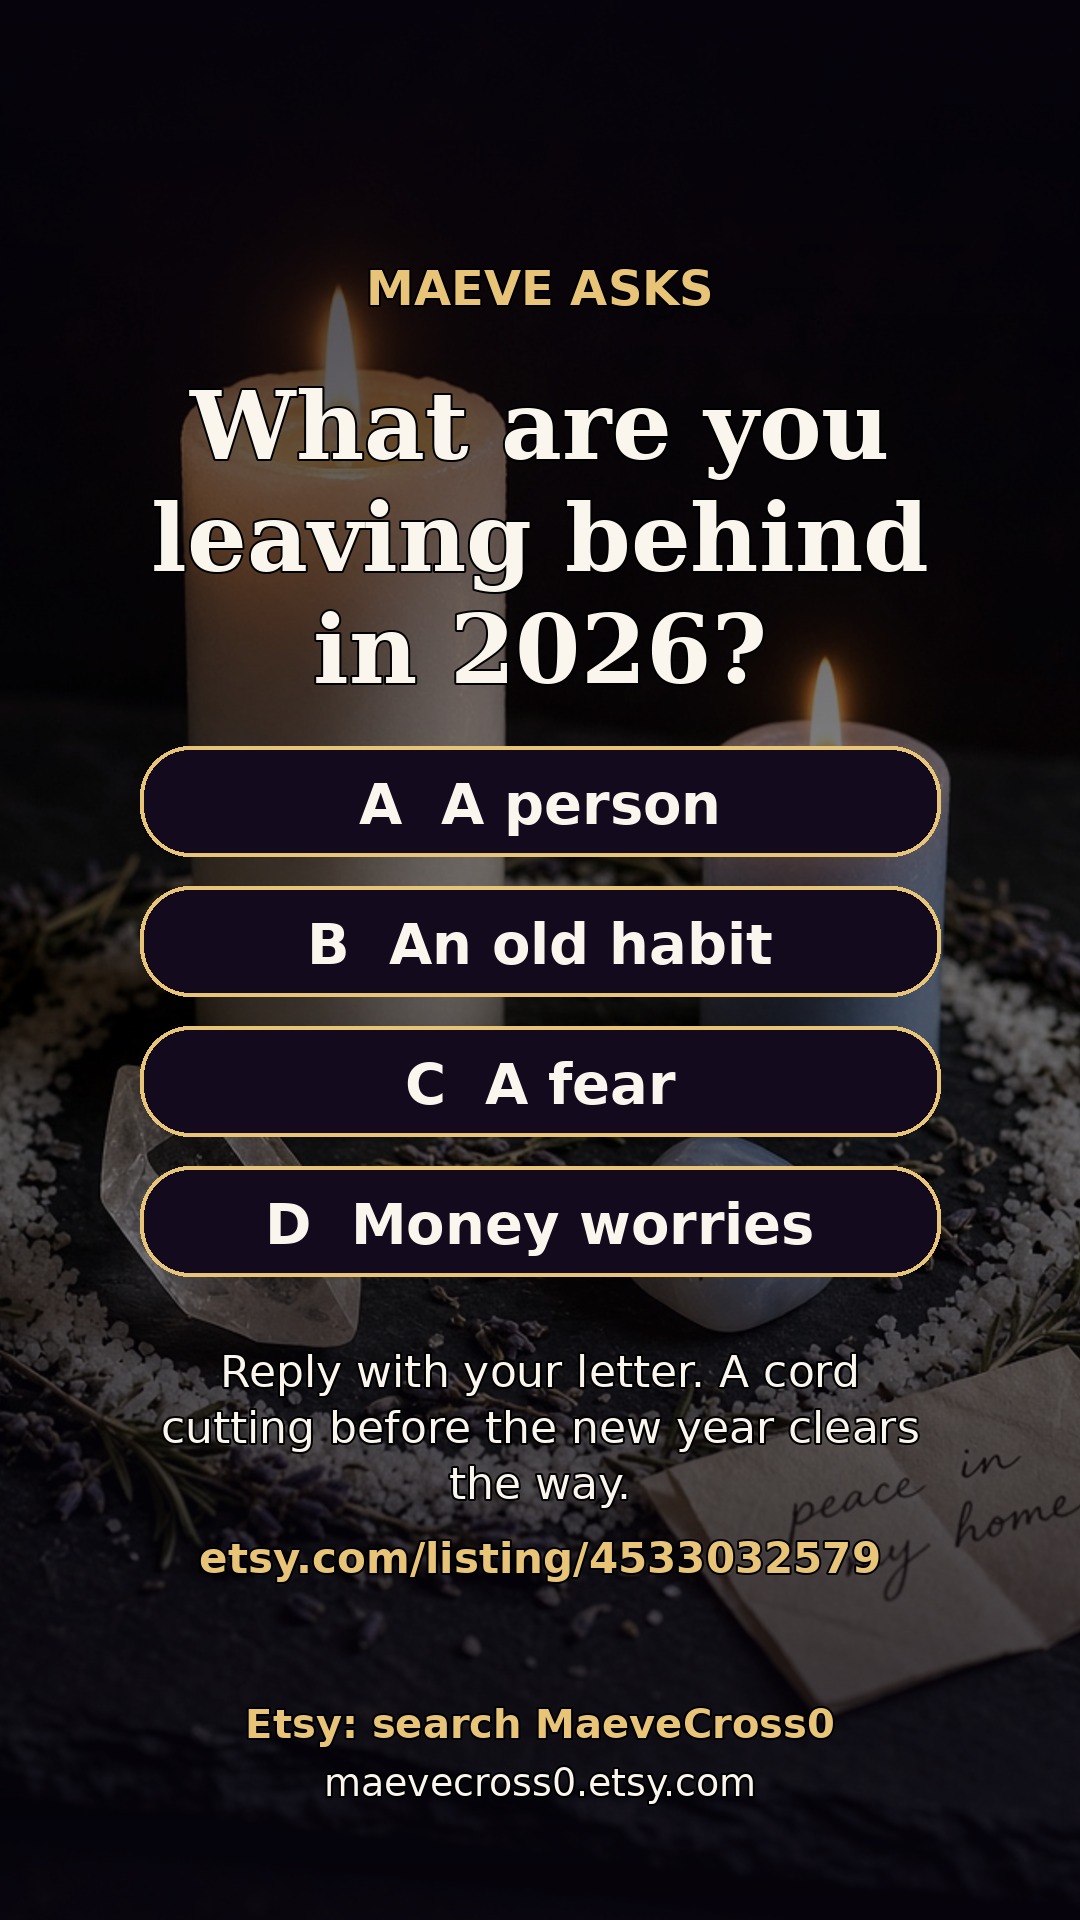 MAEVE ASKS
What are you
leaving behind
in 2026?
A A person
B An old habit
C A fear
D Money worries
Reply with your letter. A cord
cutting before the new year clears
the way.
peace in
my home
etsy.com/listing/4533032579
Etsy: search MaeveCross0
maevecross0.etsy.com